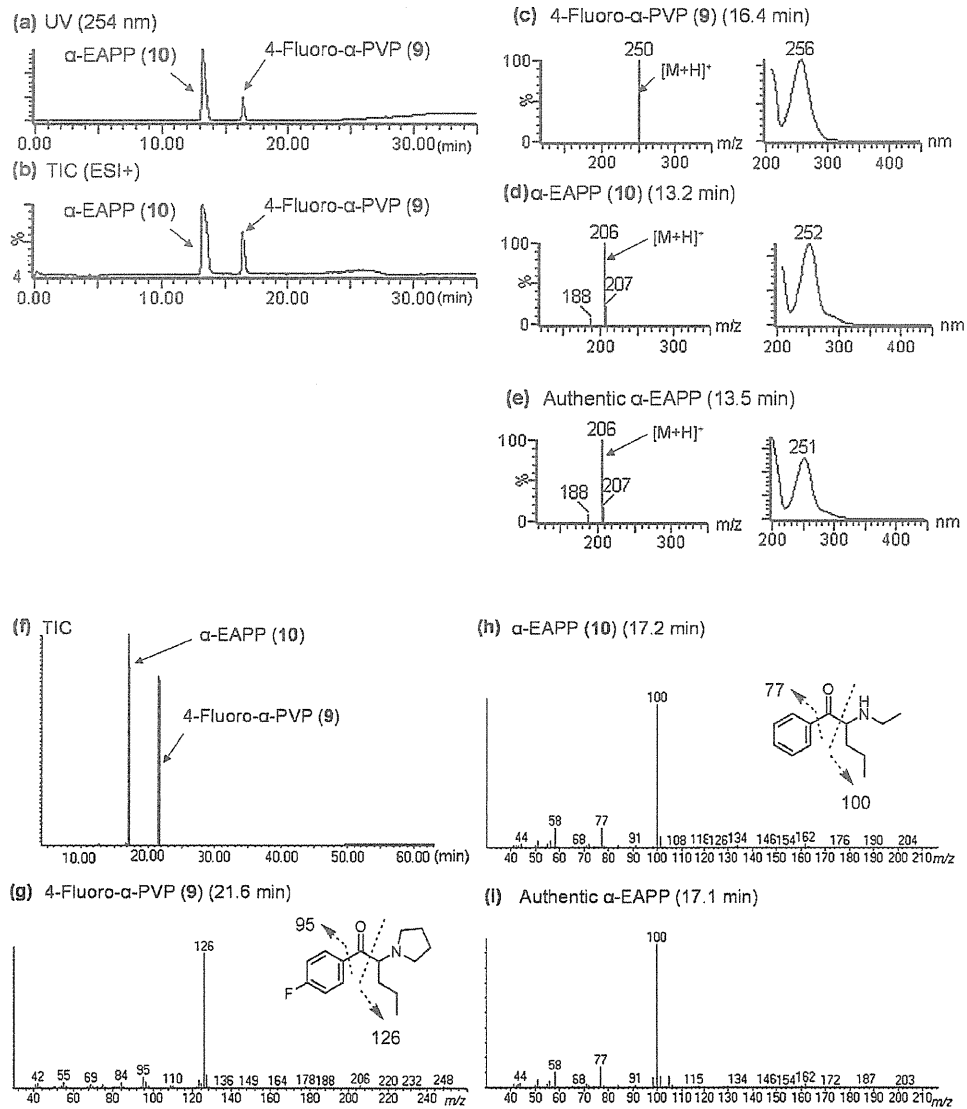 (a) UV (254 nm)
α-EAPP (10)
4-Fluoro-α-PVP (9)
0.00 10.00 20.00 30.00 (min)
(b) TIC (ESI+)
α-EAPP (10)
4-Fluoro-α-PVP (9)
%
4
0.00 10.00 20.00 30.00 (min)
(c) 4-Fluoro-α-PVP (9) (16.4 min)
250
100
[M+H]⁺
%
0
200 300 m/z
256
200 300 400 nm
(d) α-EAPP (10) (13.2 min)
206
100
[M+H]⁺
%
207
188
0
200 300 m/z
252
200 300 400 nm
(e) Authentic α-EAPP (13.5 min)
206
100
[M+H]⁺
%
188
207
0
200 300 m/z
251
200 300 400 nm
(f) TIC
α-EAPP (10)
4-Fluoro-α-PVP (9)
10.00 20.00 30.00 40.00 50.00 60.00 (min)
(h) α-EAPP (10) (17.2 min)
100
77
O
H
N
100
44 58 68 77 91 108 118 126 134 146 154 162 176 190 204
40 50 60 70 80 90 100 110 120 130 140 150 160 170 180 190 200 210 m/z
(g) 4-Fluoro-α-PVP (9) (21.6 min)
126
95
O
N
F
126
42 55 69 84 95 110 136 149 164 178 188 206 220 232 248
40 60 80 100 120 140 160 180 200 220 240 m/z
(i) Authentic α-EAPP (17.1 min)
100
44 58 68 77 91 115 134 146 154 162 172 187 203
40 50 60 70 80 90 100 110 120 130 140 150 160 170 180 190 200 210 m/z